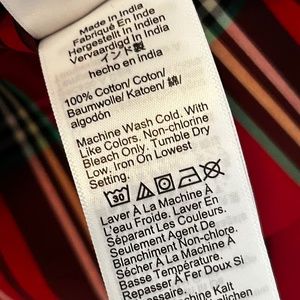 Made In India
Fabriqué En Inde
Hergestellt In Indien
Vervaardigd In India
インド製
hecho en india
100% Cotton/ Coton/
Baumwolle/ Katoen/ 綿/
algodón
Machine Wash Cold. With
Like Colors. Non-chlorine
Bleach Only. Tumble Dry
Low. Iron On Lowest
Setting.
30
Laver À La Machine À
L'eau Froide. Laver En
Séparant Les Couleurs.
Seulement Agent De
Blanchiment Non-chlore.
Sécher À La Machine À
Basse Température.
Repasser À Fer Doux Si
Kalt